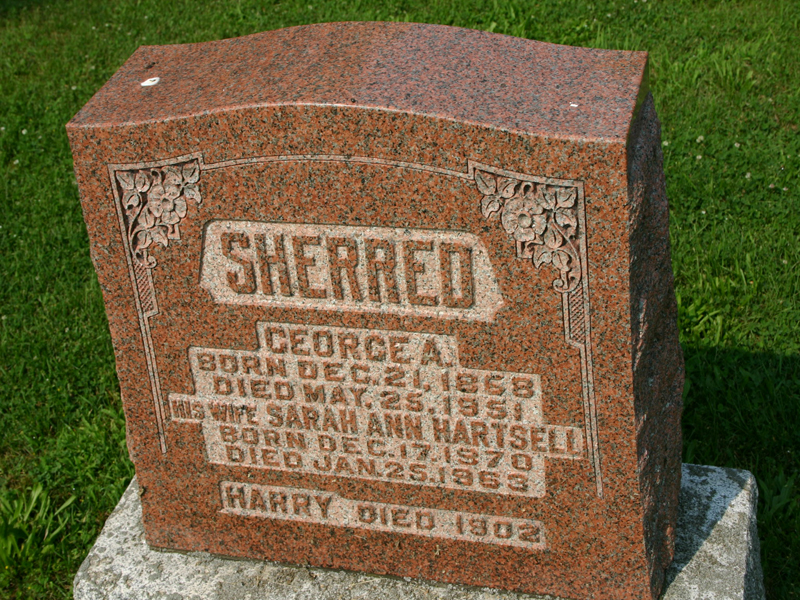 SHERRED
GEORGE A.
BORN DEC. 21, 1868
DIED MAY. 25, 1951
HIS WIFE SARAH ANN HARTSELL
BORN DEC. 17, 1870
DIED JAN. 25, 1963
HARRY DIED 1902